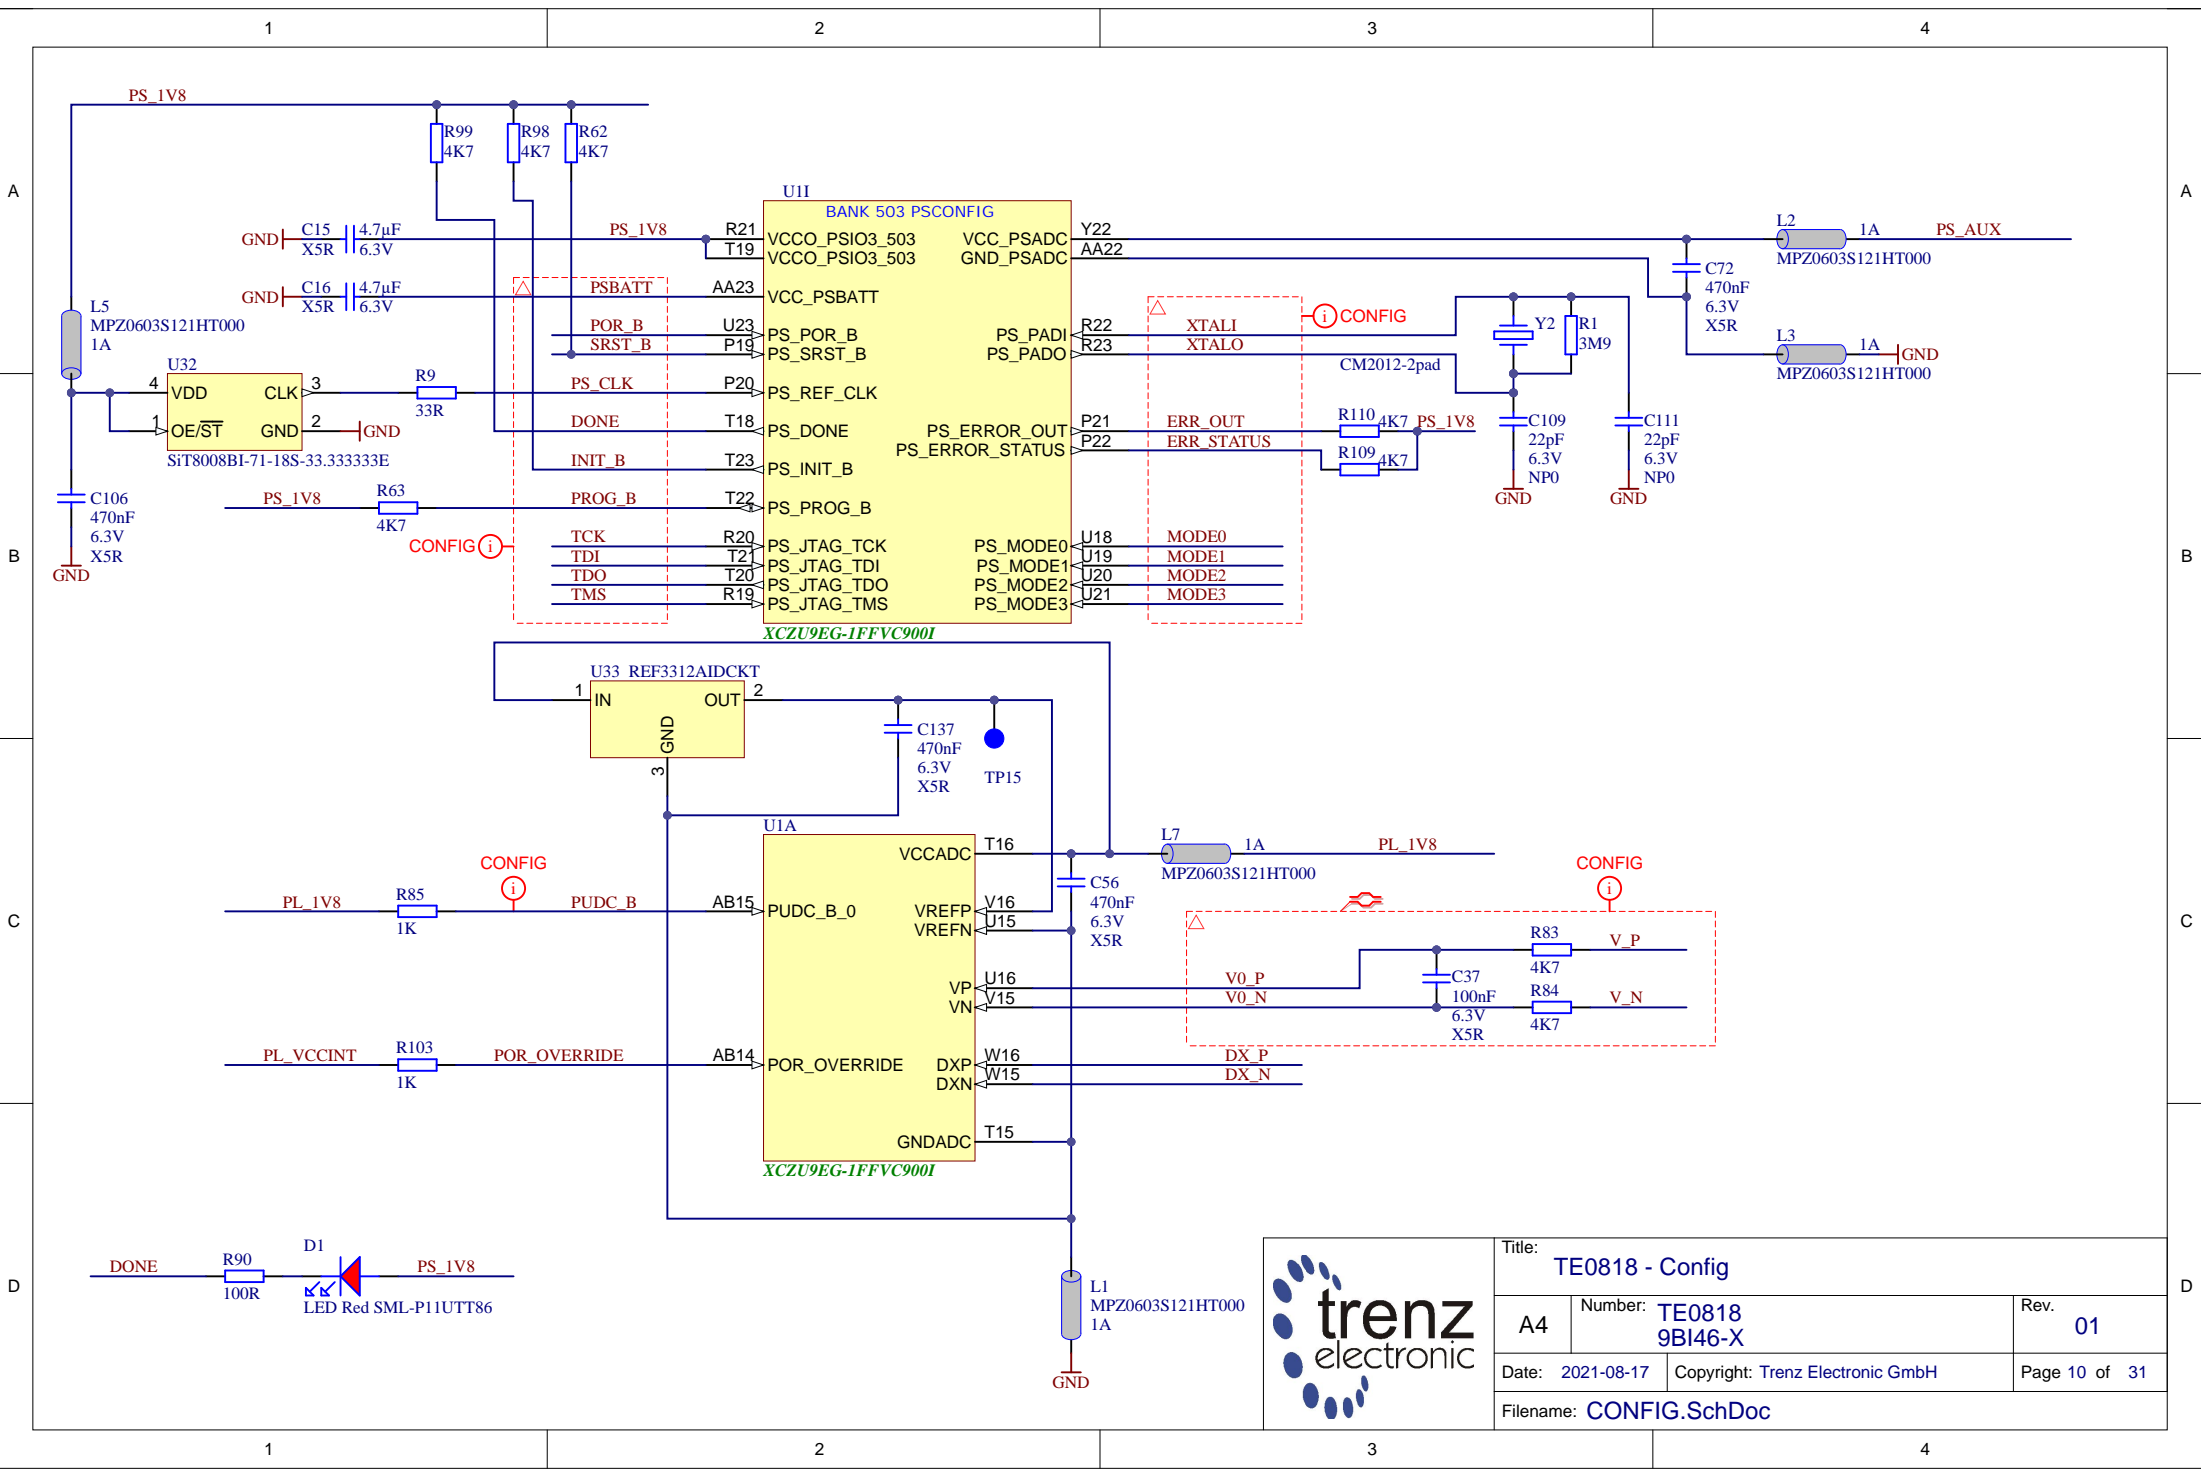 1
2
3
4
A
A
PS_1V8
R99
4K7
R98
4K7
R62
4K7
U1I
BANK 503 PSCONFIG
GND
C15
X5R
4.7µF
6.3V
PS_1V8
R21
T19
VCCO_PSIO3_503
VCCO_PSIO3_503
GND
C16
X5R
4.7µF
6.3V
PSBATT
AA23
VCC_PSBATT
POR_B
U23
PS_POR_B
SRST_B
P19
PS_SRST_B
L5
MPZ0603S121HT000
1A
U32
4
VDD
CLK
3
1
OE/ST
GND
2
GND
SiT8008BI-71-18S-33.333333E
R9
33R
PS_CLK
P20
PS_REF_CLK
DONE
T18
PS_DONE
INIT_B
T23
PS_INIT_B
C106
470nF
6.3V
X5R
GND
PS_1V8
R63
4K7
PROG_B
T22
PS_PROG_B
CONFIG
i
TCK
R20
PS_JTAG_TCK
TDI
T21
PS_JTAG_TDI
TDO
T20
PS_JTAG_TDO
TMS
R19
PS_JTAG_TMS
XCZU9EG-1FFVC900I
VCC_PSADC
Y22
GND_PSADC
AA22
L2
1A
PS_AUX
MPZ0603S121HT000
C72
470nF
6.3V
X5R
L3
1A
GND
MPZ0603S121HT000
i
CONFIG
PS_PADI
R22
XTALI
PS_PADO
R23
XTALO
CM2012-2pad
Y2
R1
3M9
PS_ERROR_OUT
P21
ERR_OUT
R110
4K7
PS_1V8
PS_ERROR_STATUS
P22
ERR_STATUS
R109
4K7
C109
22pF
6.3V
NP0
GND
C111
22pF
6.3V
NP0
GND
PS_MODE0
U18
MODE0
PS_MODE1
U19
MODE1
PS_MODE2
U20
MODE2
PS_MODE3
U21
MODE3
B
B
U33 REF3312AIDCKT
1
IN
OUT
2
GND
3
C137
470nF
6.3V
X5R
TP15
U1A
VCCADC
T16
L7
1A
PL_1V8
MPZ0603S121HT000
C56
470nF
6.3V
X5R
CONFIG
i
PL_1V8
R85
1K
PUDC_B
AB15
PUDC_B_0
VREFP
V16
VREFN
U15
CONFIG
i
VP
U16
V0_P
VN
V15
V0_N
C37
100nF
6.3V
X5R
R83
4K7
V_P
R84
4K7
V_N
C
C
PL_VCCINT
R103
1K
POR_OVERRIDE
AB14
POR_OVERRIDE
DXP
W16
DX_P
DXN
W15
DX_N
GNDADC
T15
XCZU9EG-1FFVC900I
DONE
R90
100R
D1
PS_1V8
LED Red SML-P11UTT86
L1
MPZ0603S121HT000
1A
GND
D
D
trenz
electronic
Title:
TE0818 - Config
A4
Number: TE0818
9BI46-X
Rev.
01
Date: 2021-08-17
Copyright: Trenz Electronic GmbH
Page 10 of 31
Filename: CONFIG.SchDoc
1
2
3
4